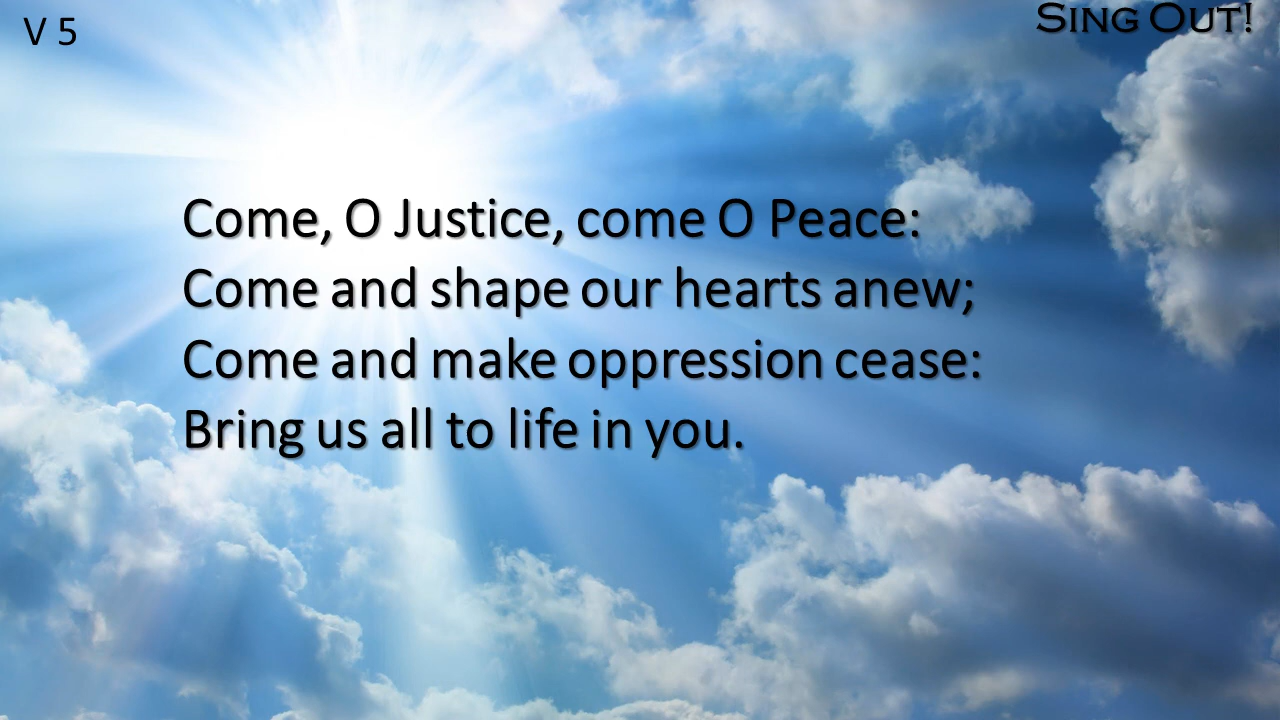 V 5
Sing Out!
Come, O Justice, come O Peace:
Come and shape our hearts anew;
Come and make oppression cease:
Bring us all to life in you.